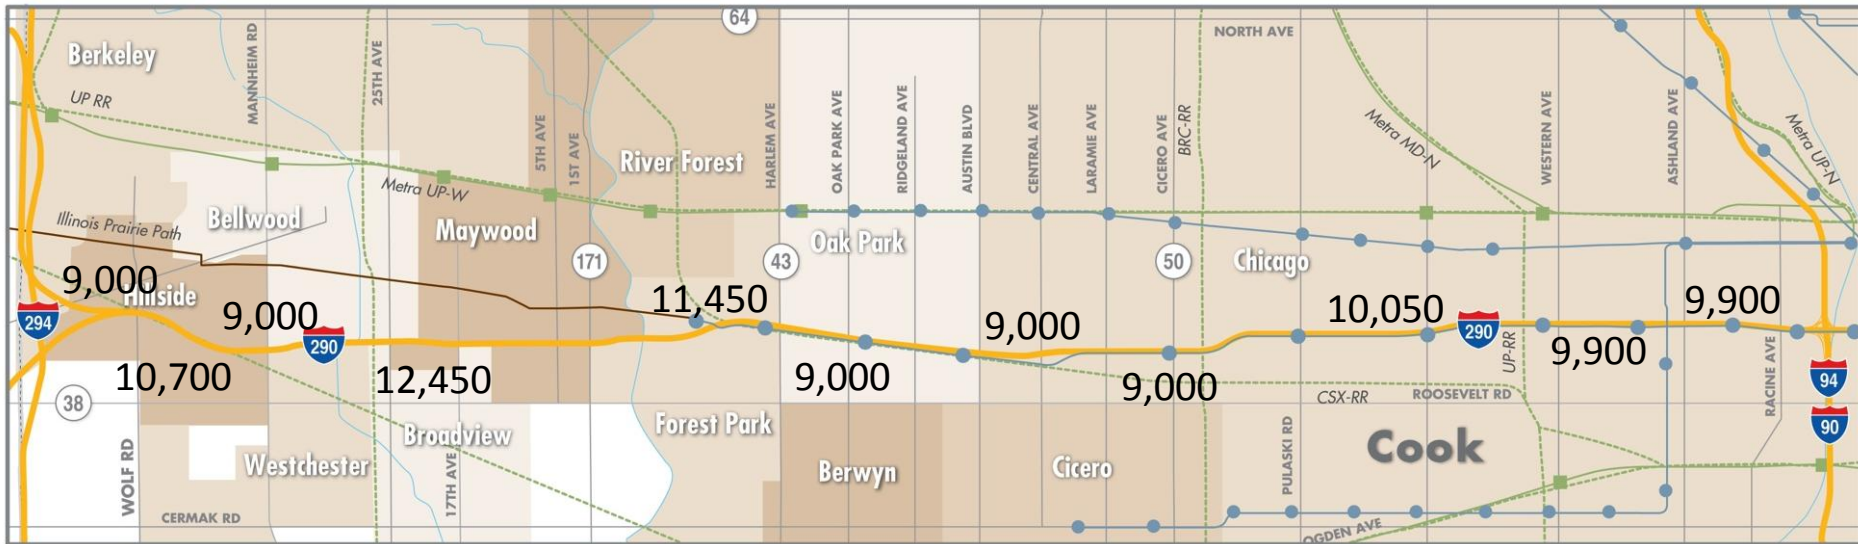 64
Berkeley
NORTH AVE
UP RR
MANNHEIM RD
25TH AVE
5TH AVE
1ST AVE
River Forest
HARLEM AVE
OAK PARK AVE
RIDGELAND AVE
AUSTIN BLVD
CENTRAL AVE
LARAMIE AVE
CICERO AVE
BRC-RR
Metra MD-N
WESTERN AVE
ASHLAND AVE
Metra UP-N
Metra UP-W
Illinois Prairie Path
Bellwood
Maywood
Oak Park
171
43
50
Chicago
9,000
Hillside
9,000
11,450
9,000
10,050
9,900
294
290
290
10,700
12,450
9,000
9,000
9,900
UP-RR
RACINE AVE
94
38
CSX-RR
ROOSEVELT RD
90
WOLF RD
Westchester
Broadview
17TH AVE
Forest Park
Berwyn
Cicero
PULASKI RD
Cook
CERMAK RD
OGDEN AVE